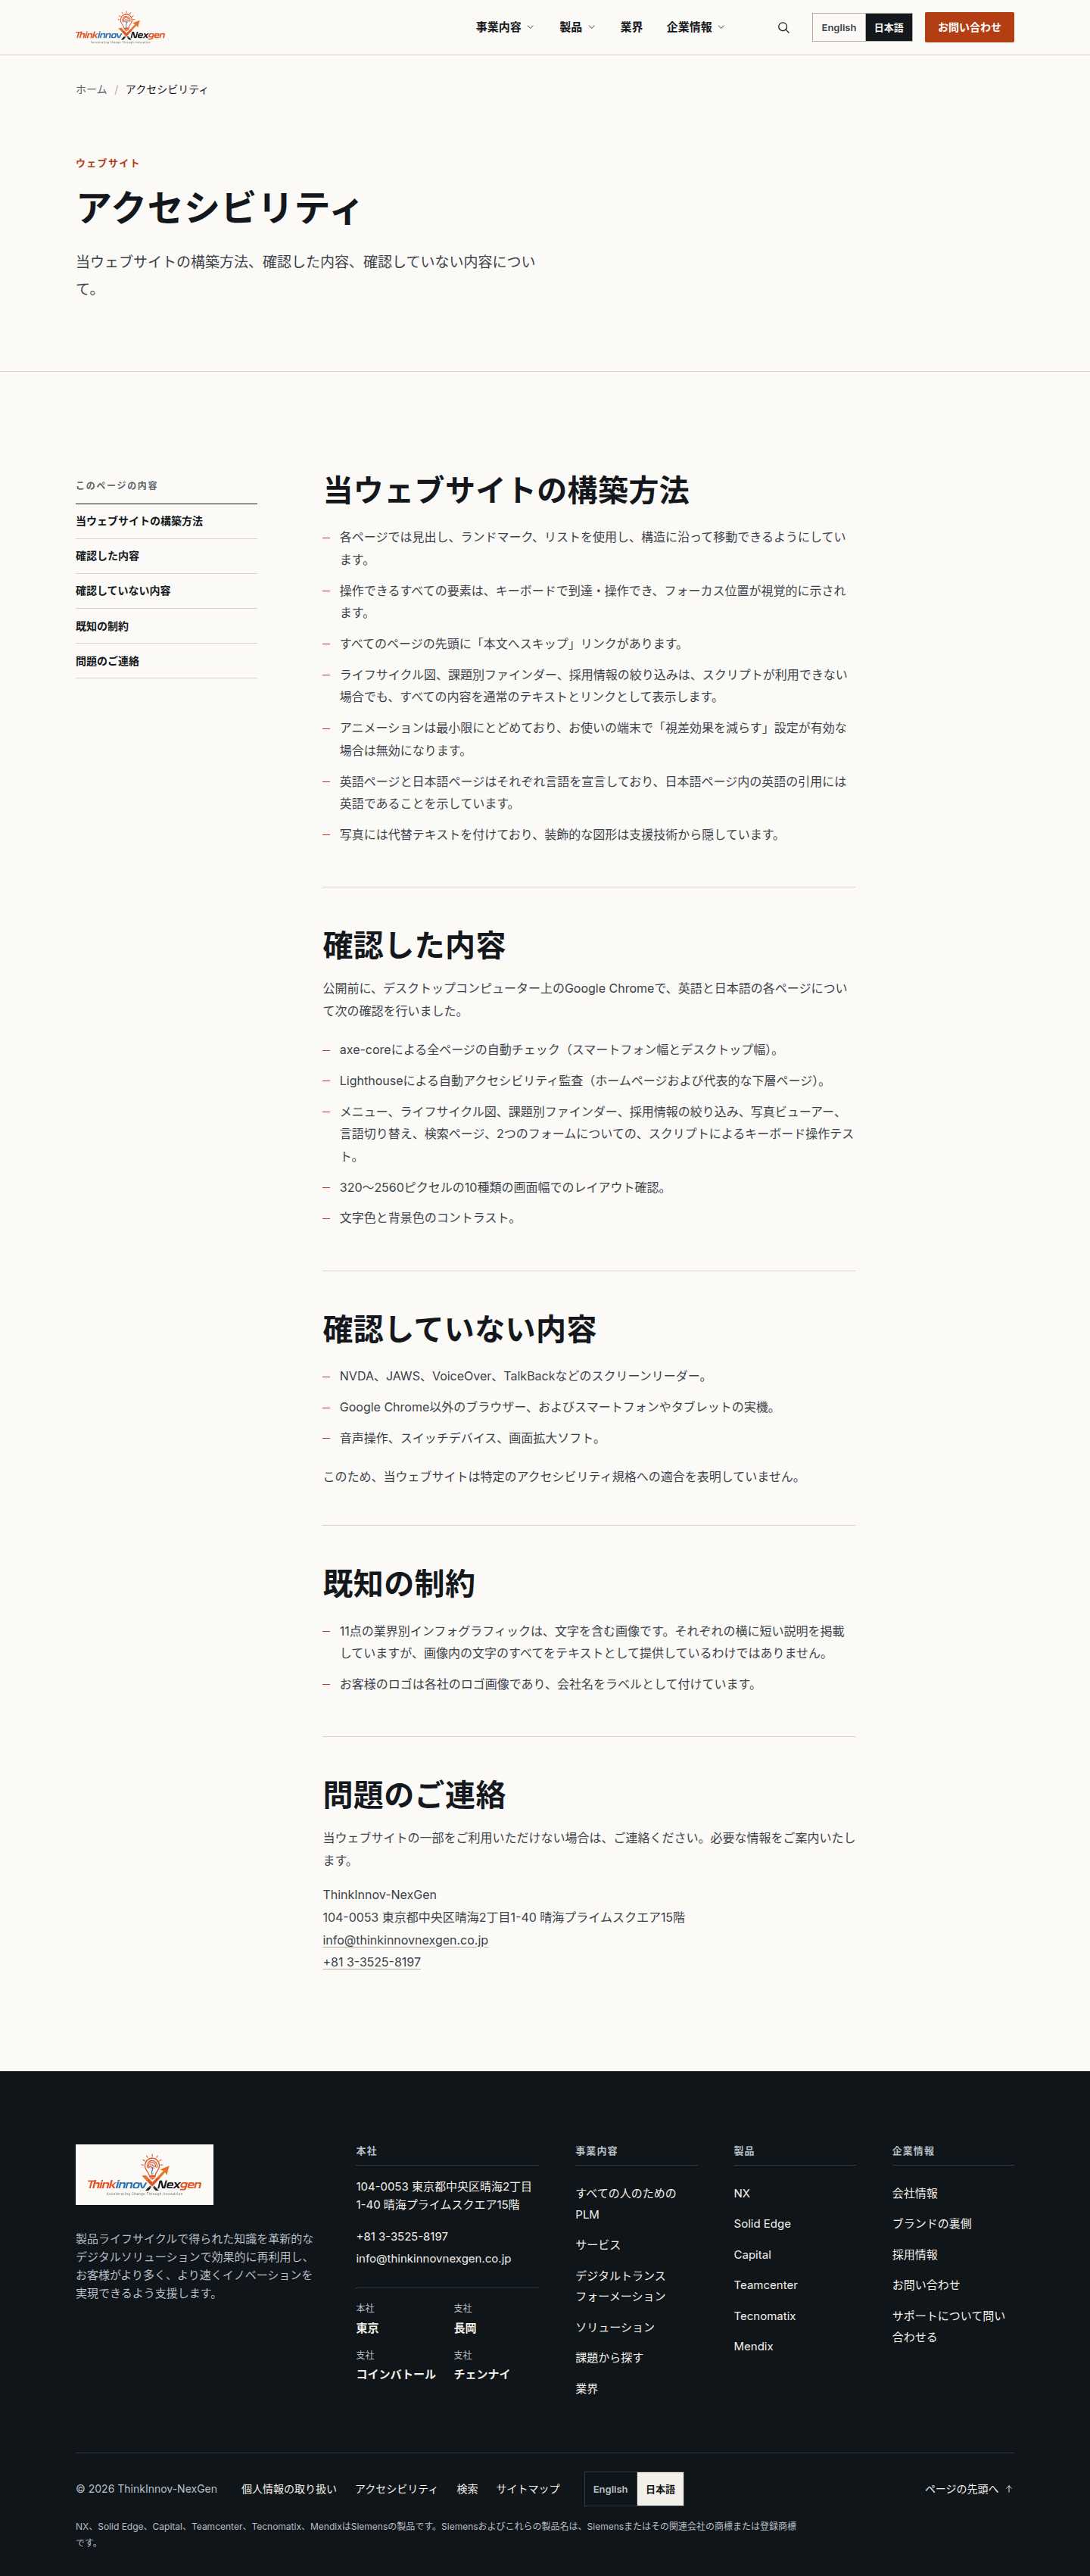 ThinkinnovXNexgen
Accelerating Change Through Innovation
事業内容
製品
業界
企業情報
English
日本語
お問い合わせ
ホーム / アクセシビリティ
ウェブサイト
アクセシビリティ
当ウェブサイトの構築方法、確認した内容、確認していない内容につい
て。
このページの内容
当ウェブサイトの構築方法
確認した内容
確認していない内容
既知の制約
問題のご連絡
当ウェブサイトの構築方法
各ページでは見出し、ランドマーク、リストを使用し、構造に沿って移動できるようにしてい
ます。
操作できるすべての要素は、キーボードで到達・操作でき、フォーカス位置が視覚的に示され
ます。
すべてのページの先頭に「本文へスキップ」リンクがあります。
ライフサイクル図、課題別ファインダー、採用情報の絞り込みは、スクリプトが利用できない
場合でも、すべての内容を通常のテキストとリンクとして表示します。
アニメーションは最小限にとどめており、お使いの端末で「視差効果を減らす」設定が有効な
場合は無効になります。
英語ページと日本語ページはそれぞれ言語を宣言しており、日本語ページ内の英語の引用には
英語であることを示しています。
写真には代替テキストを付けており、装飾的な図形は支援技術から隠しています。
確認した内容
公開前に、デスクトップコンピューター上のGoogle Chromeで、英語と日本語の各ページについ
て次の確認を行いました。
axe-coreによる全ページの自動チェック（スマートフォン幅とデスクトップ幅）。
Lighthouseによる自動アクセシビリティ監査（ホームページおよび代表的な下層ページ）。
メニュー、ライフサイクル図、課題別ファインダー、採用情報の絞り込み、写真ビューアー、
言語切り替え、検索ページ、2つのフォームについての、スクリプトによるキーボード操作テス
ト。
320〜2560ピクセルの10種類の画面幅でのレイアウト確認。
文字色と背景色のコントラスト。
確認していない内容
NVDA、JAWS、VoiceOver、TalkBackなどのスクリーンリーダー。
Google Chrome以外のブラウザー、およびスマートフォンやタブレットの実機。
音声操作、スイッチデバイス、画面拡大ソフト。
このため、当ウェブサイトは特定のアクセシビリティ規格への適合を表明していません。
既知の制約
11点の業界別インフォグラフィックは、文字を含む画像です。それぞれの横に短い説明を掲載
していますが、画像内の文字のすべてをテキストとして提供しているわけではありません。
お客様のロゴは各社のロゴ画像であり、会社名をラベルとして付けています。
問題のご連絡
当ウェブサイトの一部をご利用いただけない場合は、ご連絡ください。必要な情報をご案内いたし
ます。
ThinkInnov-NexGen
104-0053 東京都中央区晴海2丁目1-40 晴海プライムスクエア15階
info@thinkinnovnexgen.co.jp
+81 3-3525-8197
ThinkinnovXNexgen
Accelerating Change Through Innovation
製品ライフサイクルで得られた知識を革新的な
デジタルソリューションで効果的に再利用し、
お客様がより多く、より速くイノベーションを
実現できるよう支援します。
本社
104-0053 東京都中央区晴海2丁目
1-40 晴海プライムスクエア15階
+81 3-3525-8197
info@thinkinnovnexgen.co.jp
本社
東京
支社
長岡
支社
コインバトール
支社
チェンナイ
事業内容
すべての人のための
PLM
サービス
デジタルトランス
フォーメーション
ソリューション
課題から探す
業界
製品
NX
Solid Edge
Capital
Teamcenter
Tecnomatix
Mendix
企業情報
会社情報
ブランドの裏側
採用情報
お問い合わせ
サポートについて問い
合わせる
© 2026 ThinkInnov-NexGen
個人情報の取り扱い
アクセシビリティ
検索
サイトマップ
English
日本語
ページの先頭へ ↑
NX、Solid Edge、Capital、Teamcenter、Tecnomatix、MendixはSiemensの製品です。Siemensおよびこれらの製品名は、Siemensまたはその関連会社の商標または登録商標
です。